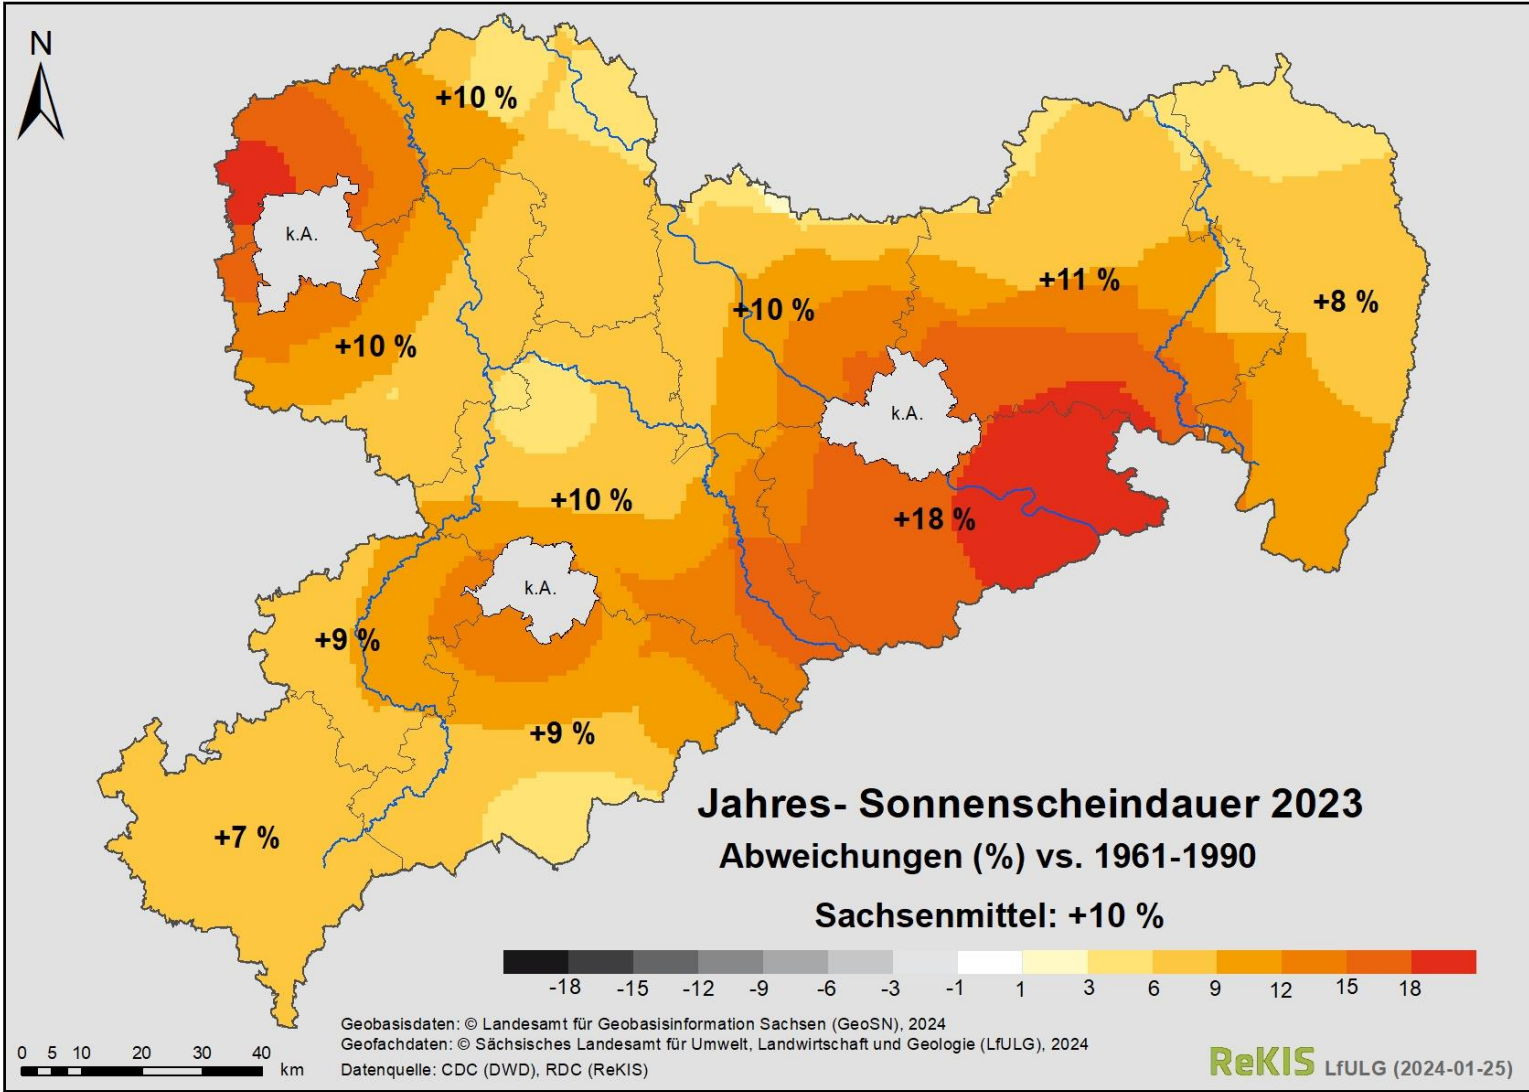 N
+10 %
k.A.
+11 %
+8 %
+10 %
+10 %
k.A.
+10 %
+18 %
k.A.
+9 %
+9 %
+7 %
Jahres- Sonnenscheindauer 2023
Abweichungen (%) vs. 1961-1990
Sachsenmittel: +10 %
-18 -15 -12 -9 -6 -3 -1 1 3 6 9 12 15 18
Geobasisdaten: © Landesamt für Geobasisinformation Sachsen (GeoSN), 2024
Geofachdaten: © Sächsisches Landesamt für Umwelt, Landwirtschaft und Geologie (LfULG), 2024
Datenquelle: CDC (DWD), RDC (ReKIS)
0 5 10 20 30 40 km
ReKIS LfULG (2024-01-25)